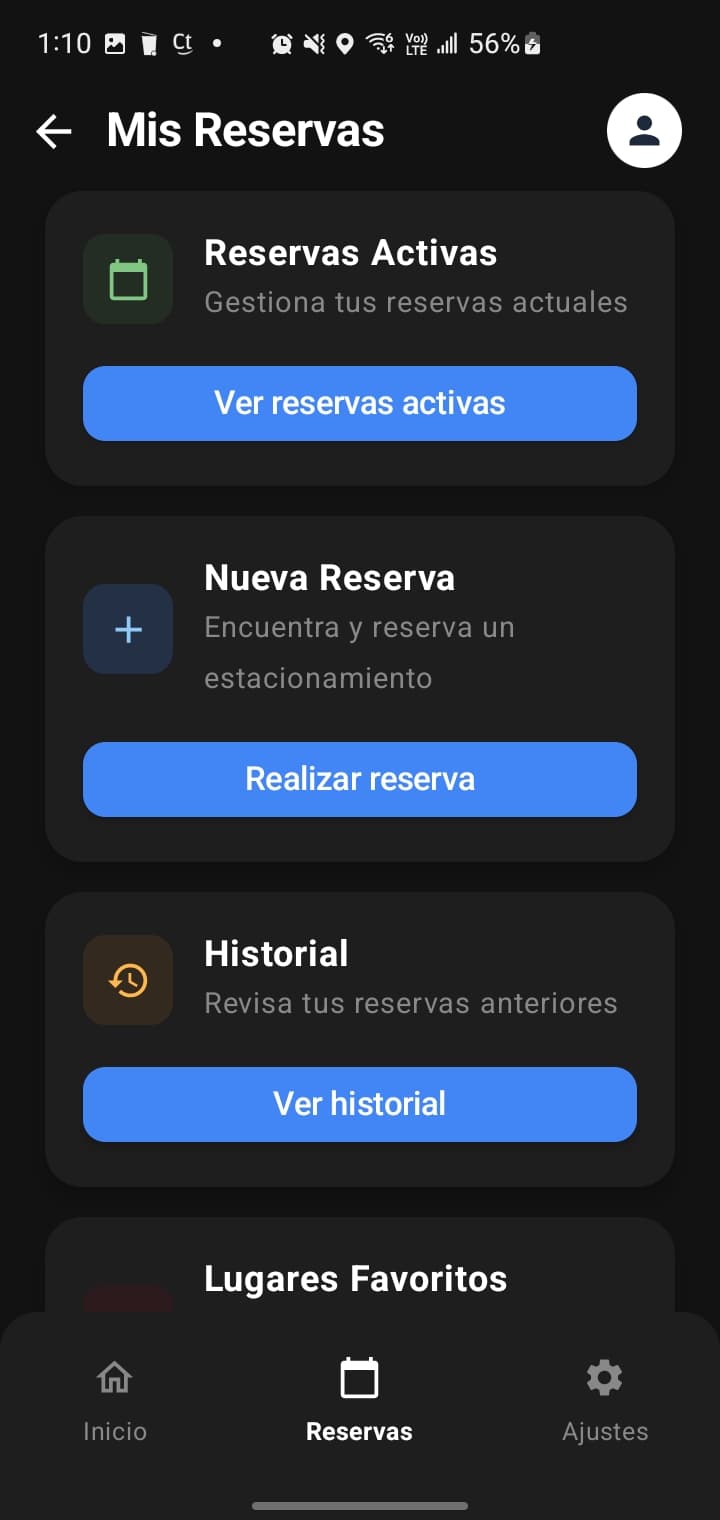 1:10 Ct 6 Vo)) LTE 56%
Mis Reservas
Reservas Activas
Gestiona tus reservas actuales
Ver reservas activas
Nueva Reserva
Encuentra y reserva un
estacionamiento
Realizar reserva
Historial
Revisa tus reservas anteriores
Ver historial
Lugares Favoritos
Inicio Reservas Ajustes